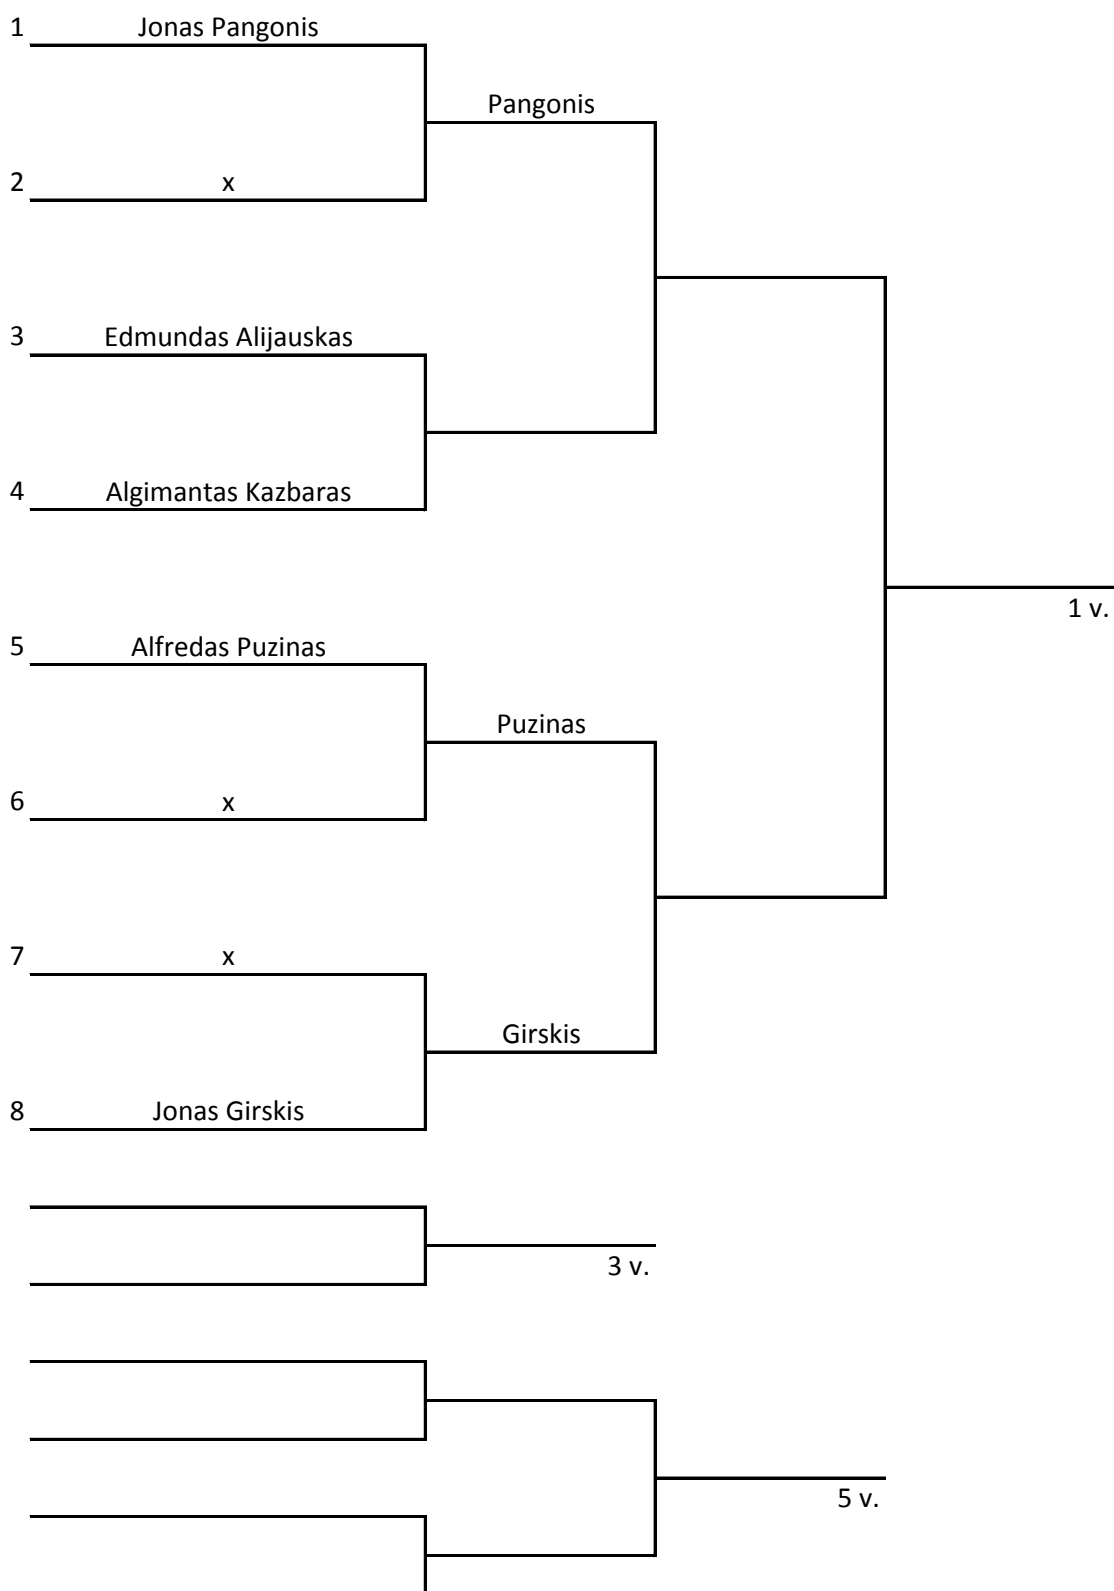 1 Jonas Pangonis
Pangonis
2 x
3 Edmundas Alijauskas
4 Algimantas Kazbaras
1 v.
5 Alfredas Puzinas
Puzinas
6 x
7 x
Girskis
8 Jonas Girskis
3 v.
5 v.